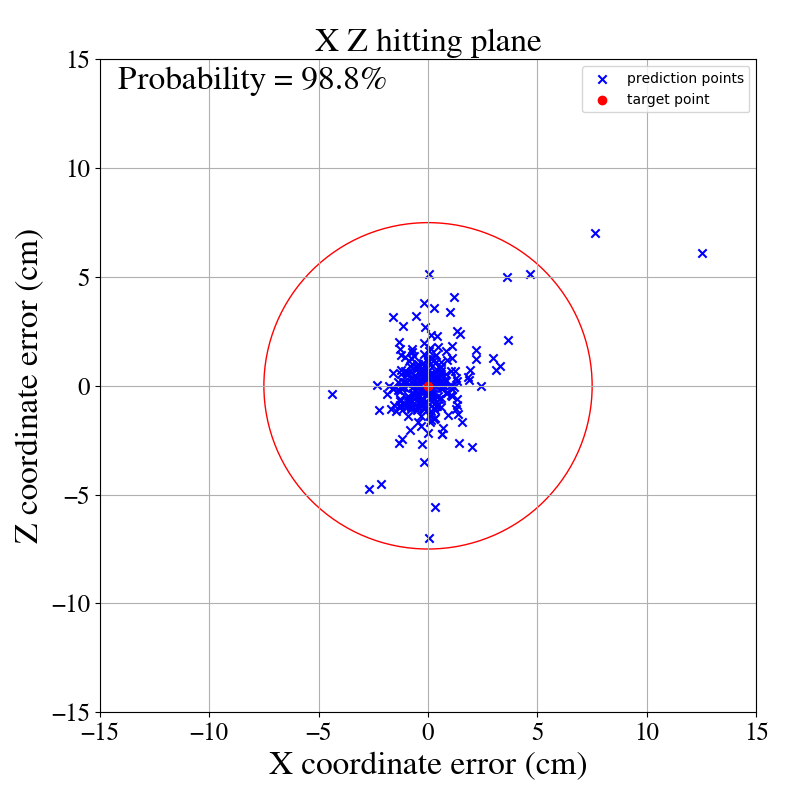 X Z hitting plane
Probability = 98.8%
prediction points
target point
Z coordinate error (cm)
15
10
5
0
−5
−10
−15
−15
−10
−5
0
5
10
15
X coordinate error (cm)